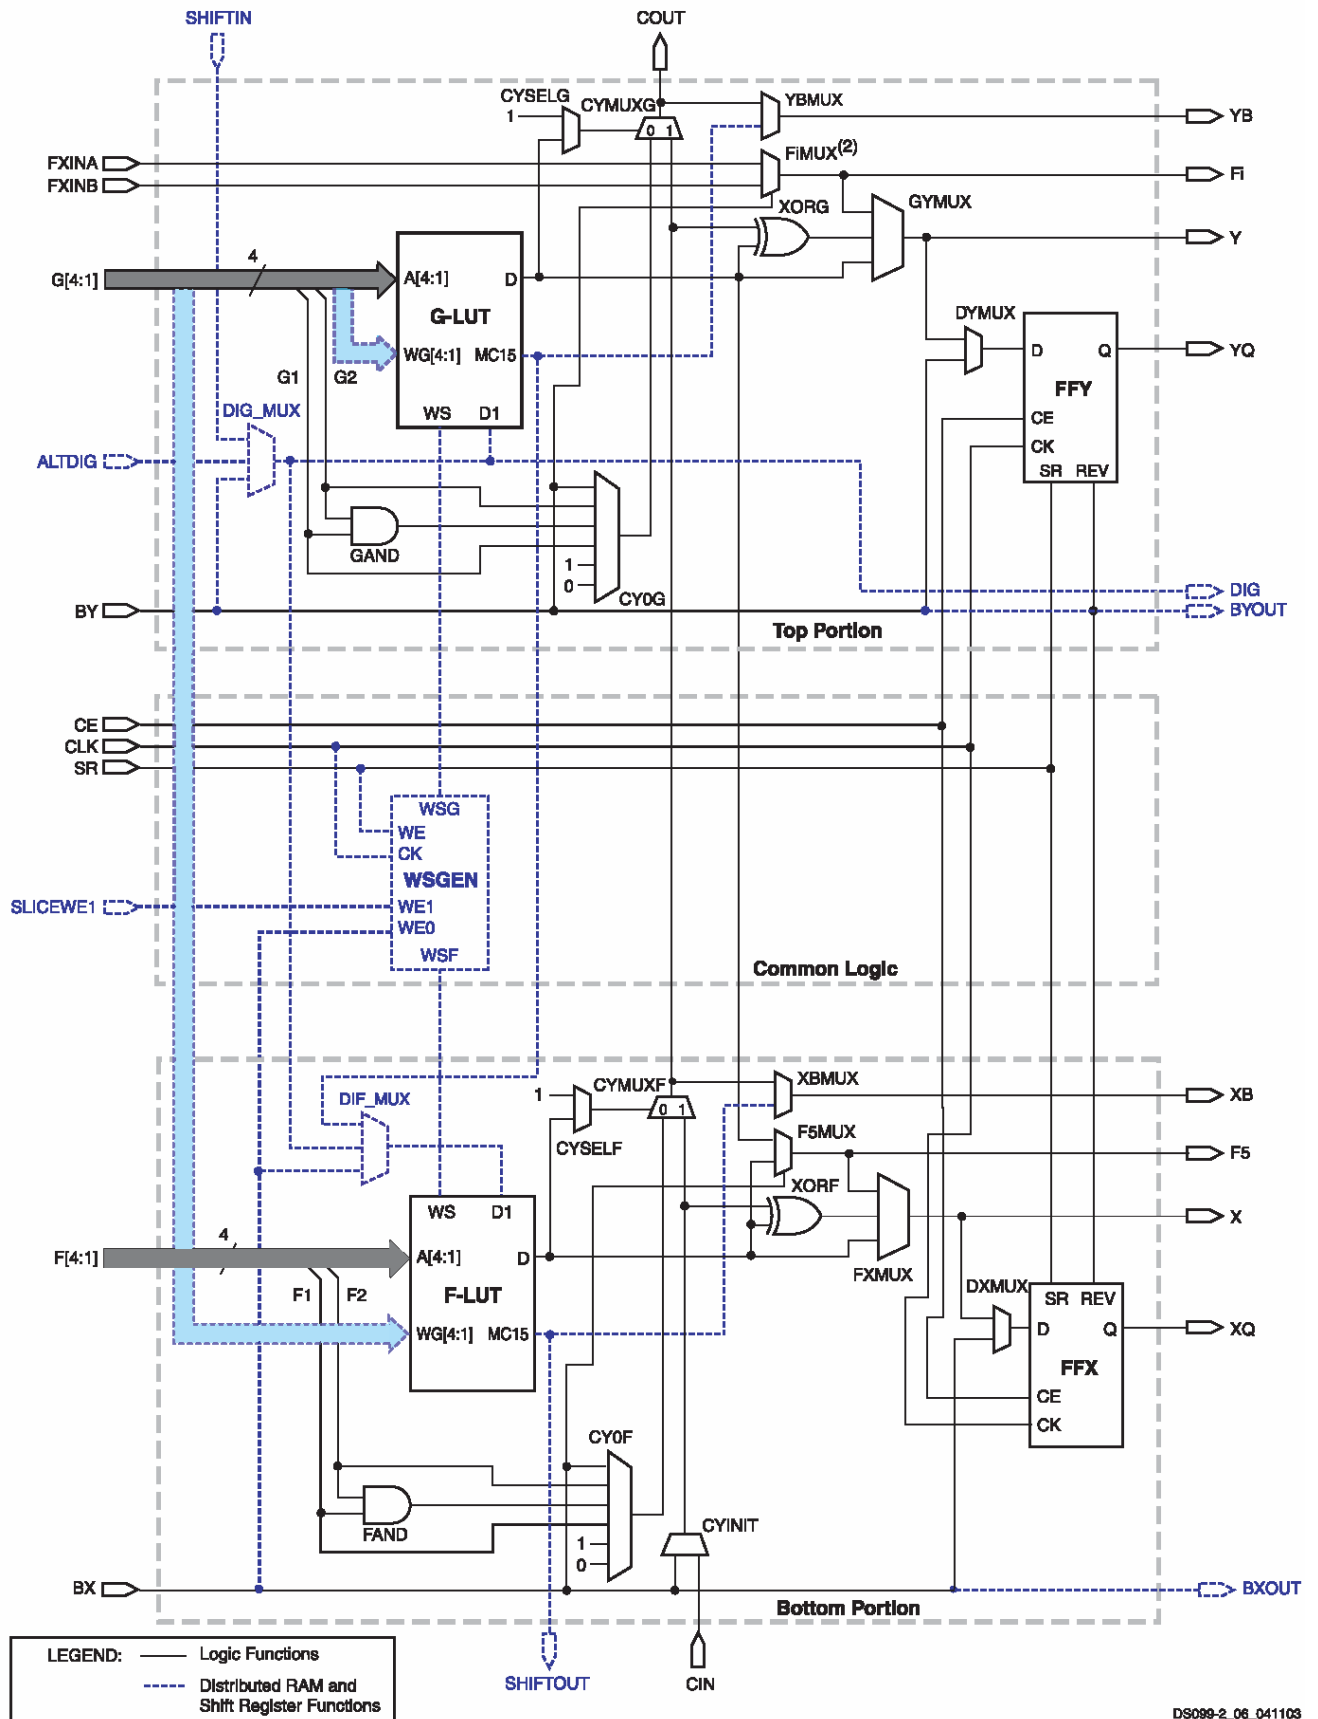 SHIFTIN
COUT
CYSELG
1
CYMUXG
0 1
YBMUX
YB
FXINA
FXINB
FiMUX(2)
Fi
XORG
GYMUX
Y
G[4:1]
4
A[4:1]
D
G-LUT
WG[4:1]
MC15
WS
D1
G1
G2
DYMUX
D
Q
YQ
FFY
CE
CK
SR
REV
DIG_MUX
ALTDIG
GAND
1
0
CY0G
DIG
BY
BYOUT
Top Portion
CE
CLK
SR
WSG
WE
CK
WSGEN
SLICEWE1
WE1
WE0
WSF
Common Logic
1
CYMUXF
0 1
XBMUX
XB
DIF_MUX
CYSELF
F5MUX
F5
XORF
WS
D1
X
F[4:1]
4
A[4:1]
D
FXMUX
F1
F2
F-LUT
DXMUX
SR
REV
WG[4:1]
MC15
D
Q
XQ
FFX
CE
CK
CY0F
FAND
CYINIT
1
0
BX
BXOUT
Bottom Portion
LEGEND:
Logic Functions
Distributed RAM and
Shift Register Functions
SHIFTOUT
CIN
DS099-2_06_041103